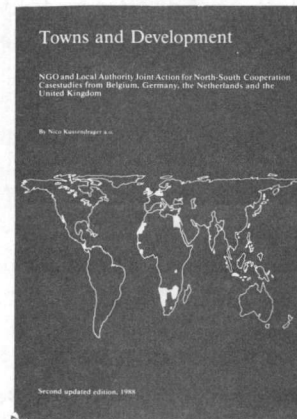 Towns and Development
NGO and Local Authority Joint Action for North-South Cooperation
Casestudies from Belgium, Germany, the Netherlands and the
United Kingdom
By Nico Kussendrager a.o.
Second updated edition, 1988